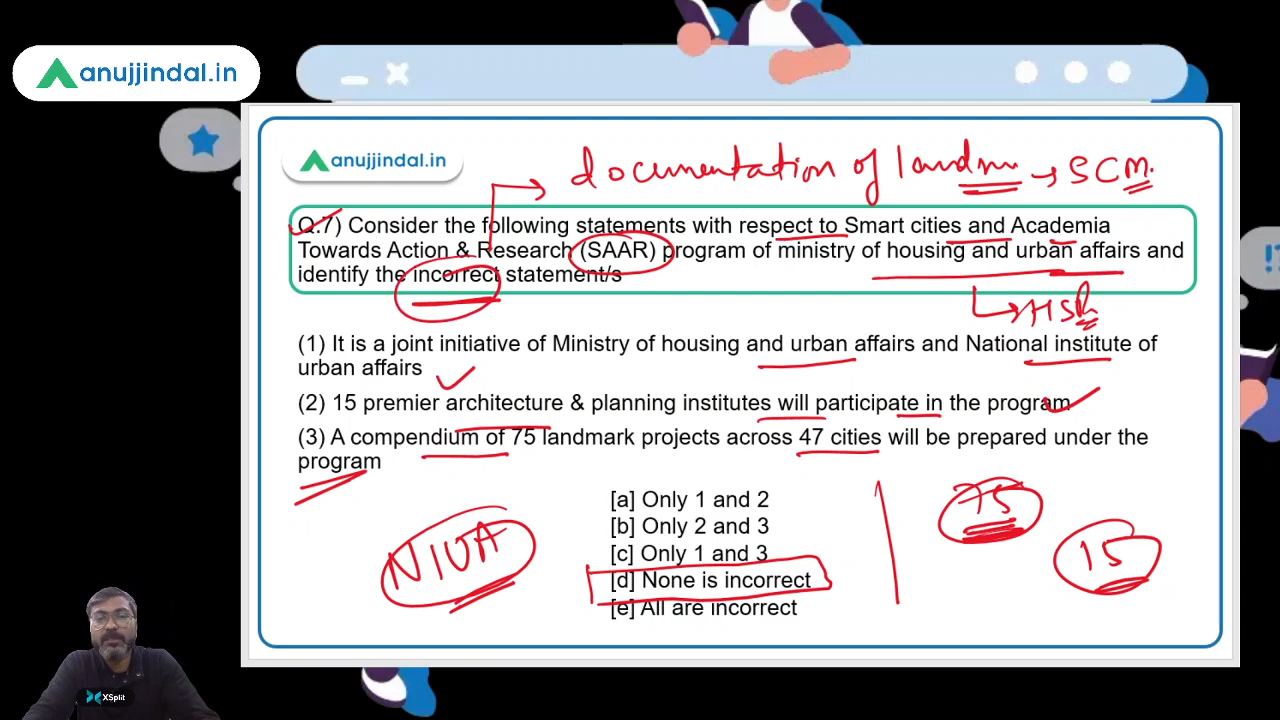 anujjindal.in
anujjindal.in
documentation of landm → SCM.
Q.7) Consider the following statements with respect to Smart cities and Academia
Towards Action & Research (SAAR) program of ministry of housing and urban affairs and
identify the incorrect statement/s
(1) It is a joint initiative of Ministry of housing and urban affairs and National institute of
urban affairs
(2) 15 premier architecture & planning institutes will participate in the program
(3) A compendium of 75 landmark projects across 47 cities will be prepared under the
program
[a] Only 1 and 2
[b] Only 2 and 3
[c] Only 1 and 3
[d] None is incorrect
[e] All are incorrect
NIUA
75
15
XSplit